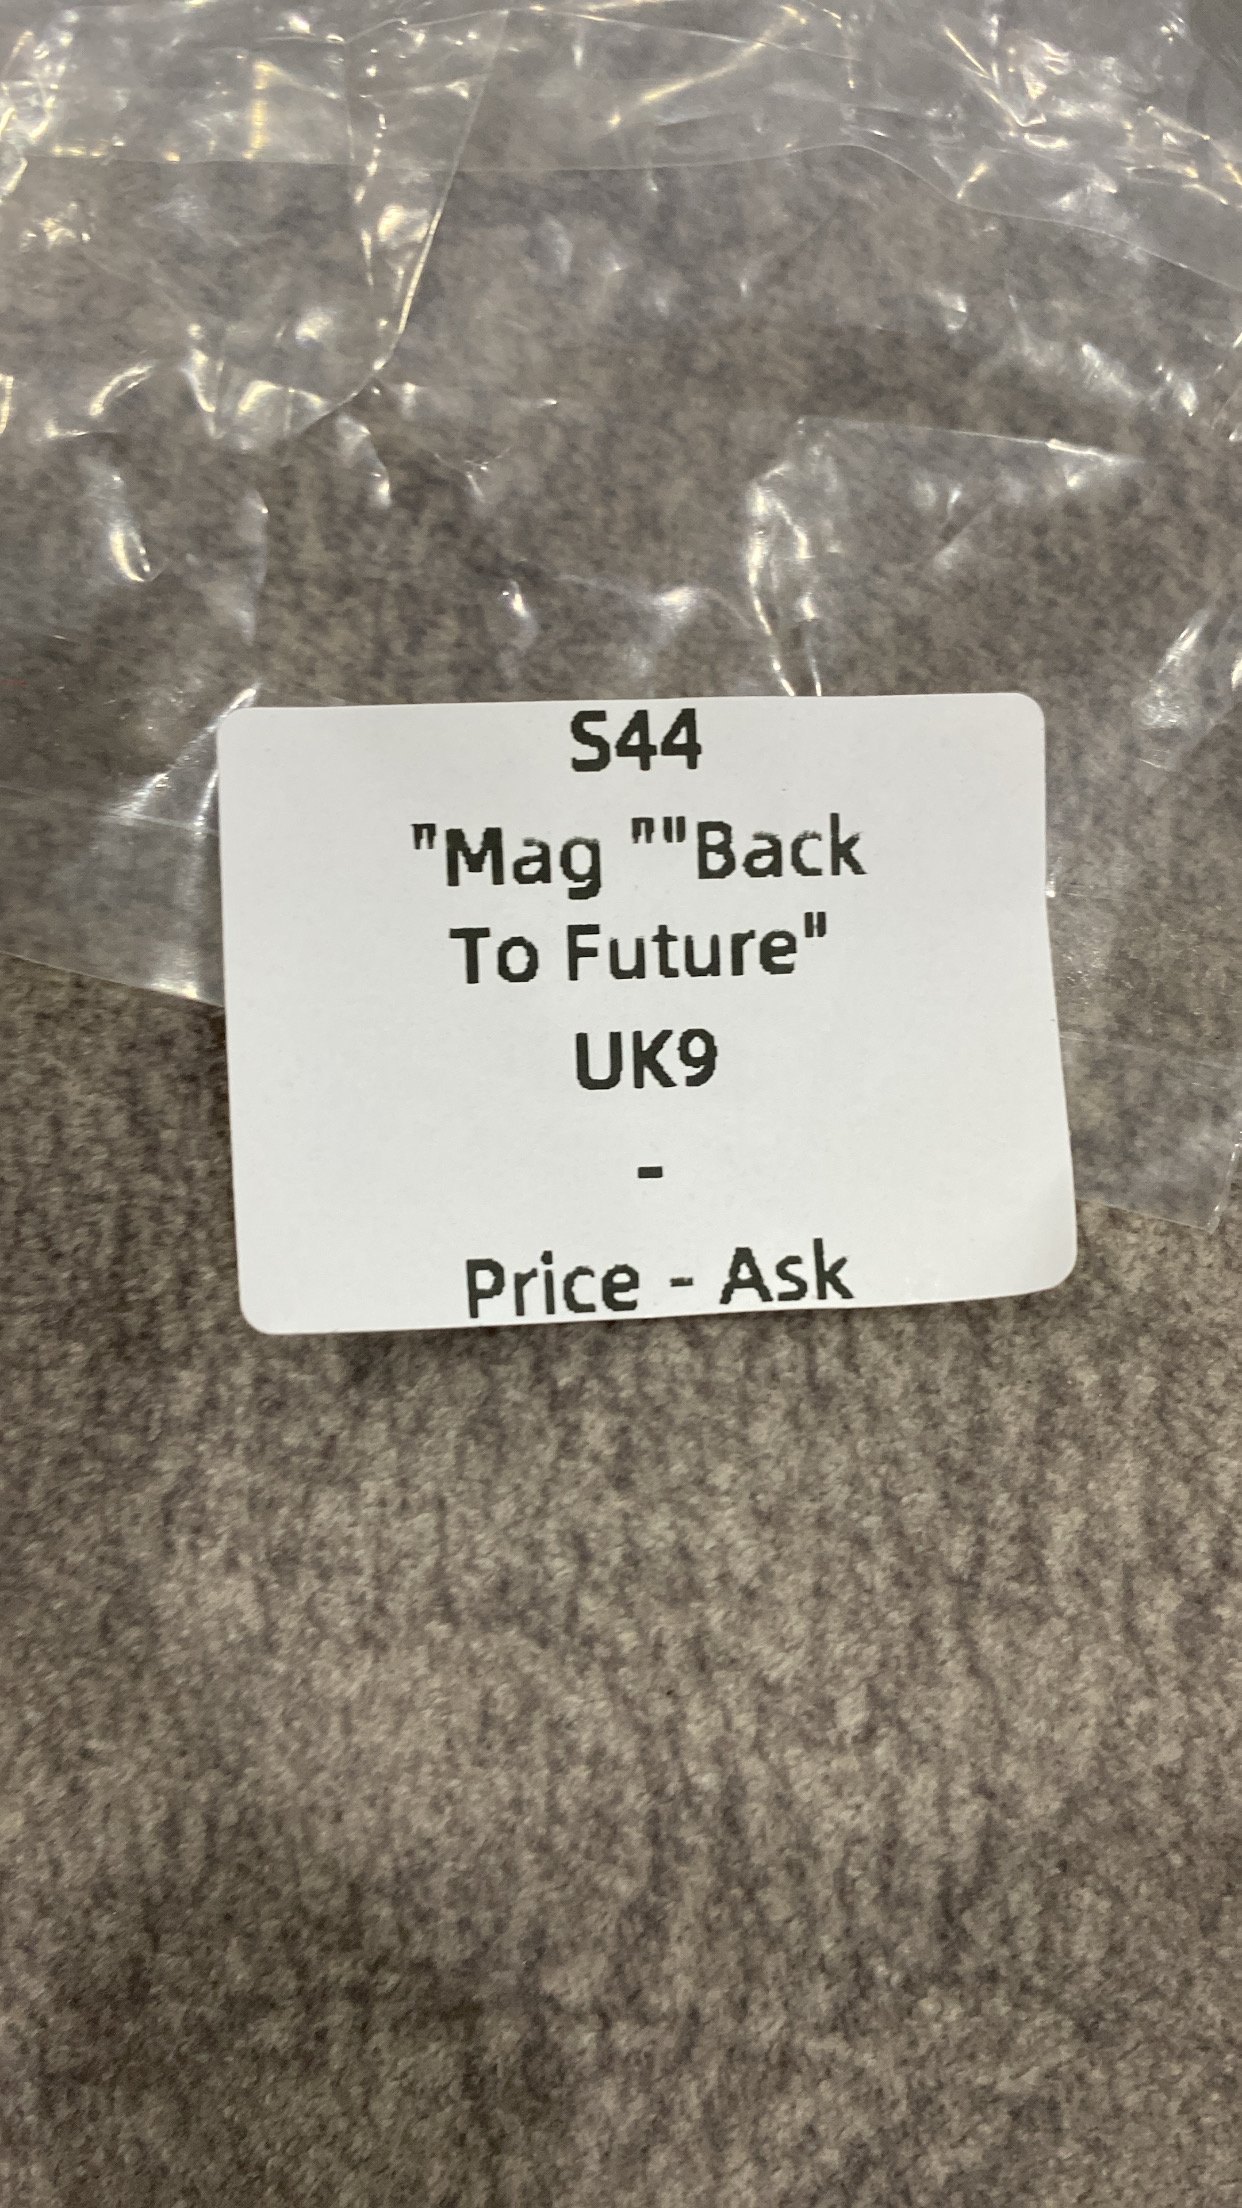 S44
"Mag ""Back
To Future"
UK9
-
Price - Ask